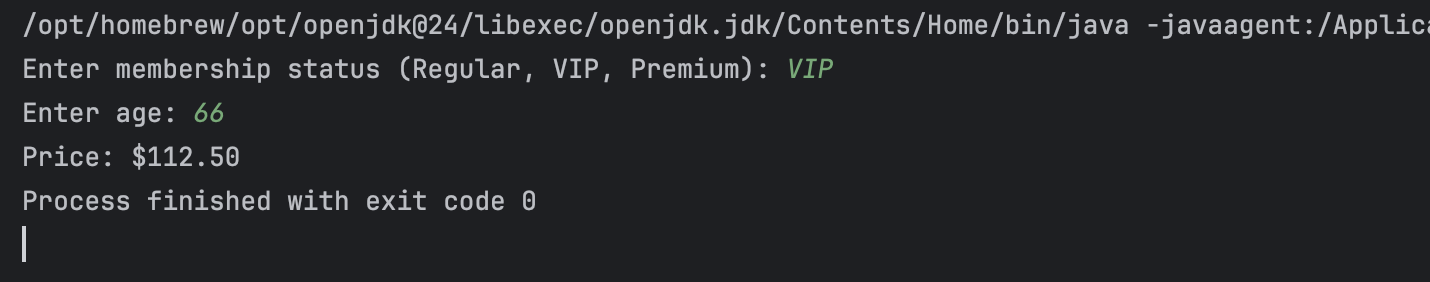 /opt/homebrew/opt/openjdk@24/libexec/openjdk.jdk/Contents/Home/bin/java -javaagent:/Applica
Enter membership status (Regular, VIP, Premium): VIP
Enter age: 66
Price: $112.50
Process finished with exit code 0